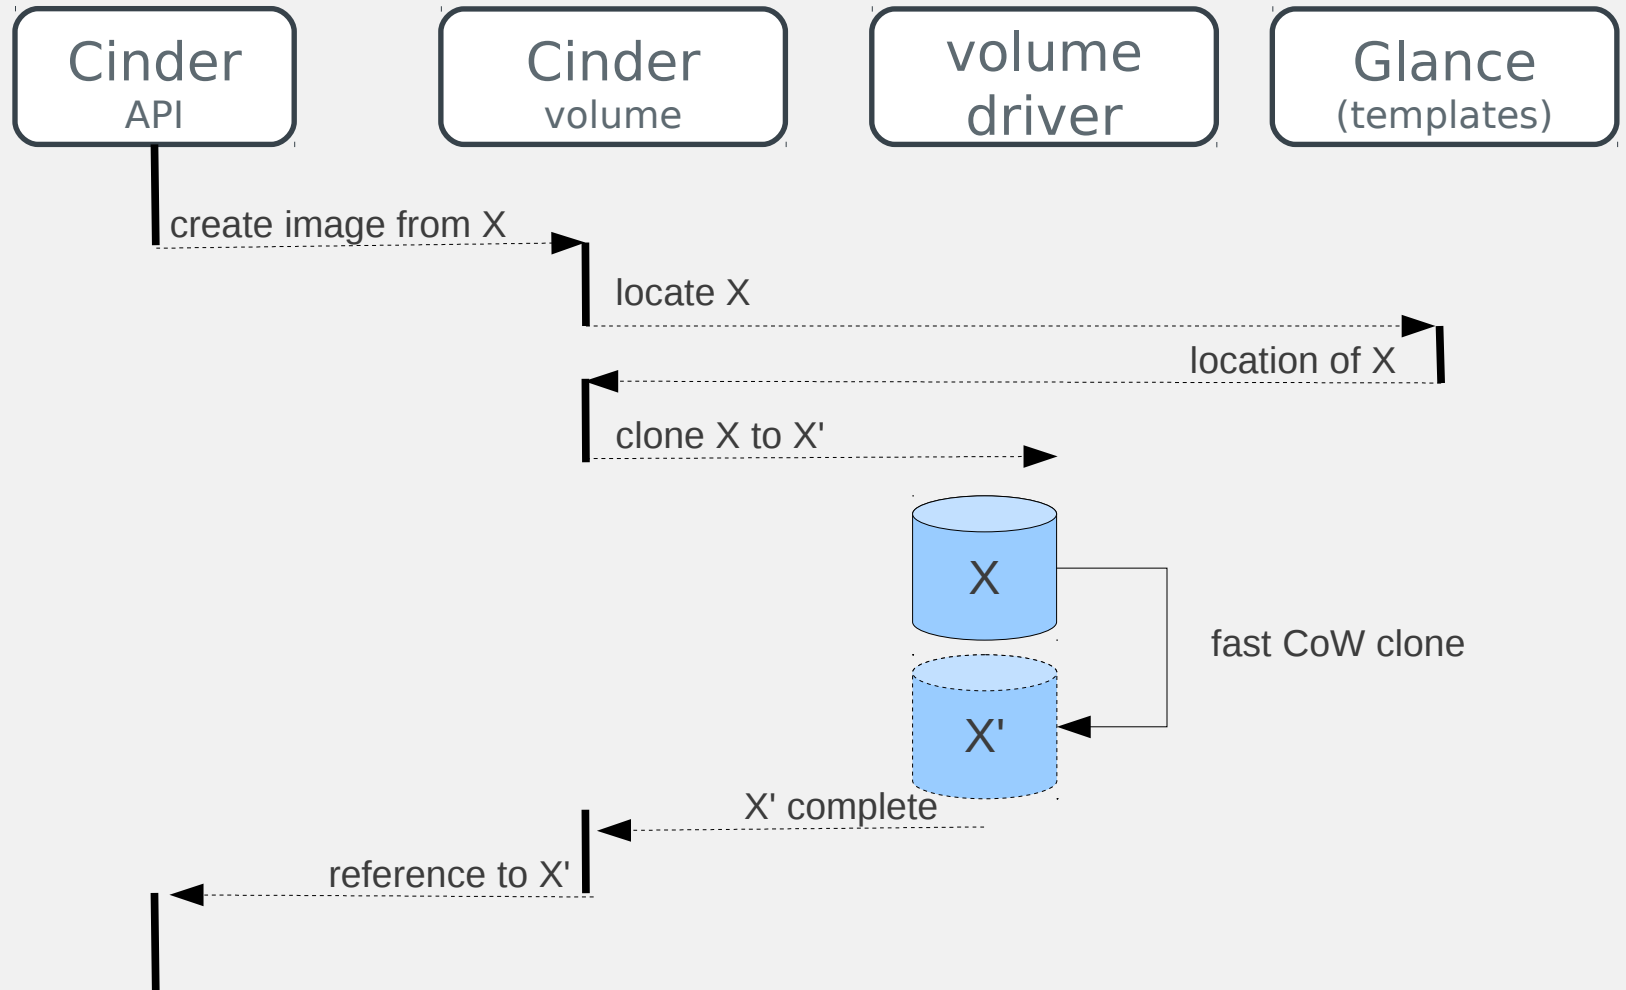 Cinder
API
Cinder
volume
volume
driver
Glance
(templates)
create image from X
locate X
location of X
clone X to X'
X
fast CoW clone
X'
X' complete
reference to X'